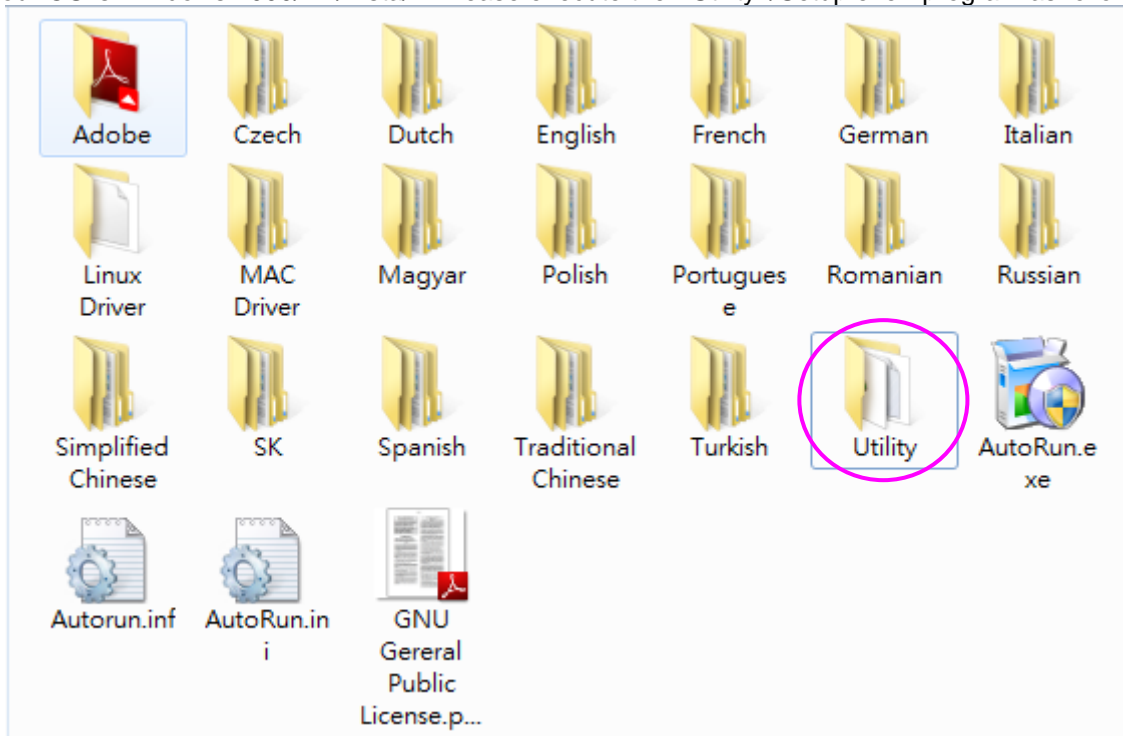 Adobe
Czech
Dutch
English
French
German
Italian
Linux
Driver
MAC
Driver
Magyar
Polish
Portugues
e
Romanian
Russian
Simplified
Chinese
SK
Spanish
Traditional
Chinese
Turkish
Utility
AutoRun.e
xe
Autorun.inf
AutoRun.in
i
GNU
Gereral
Public
License.p...